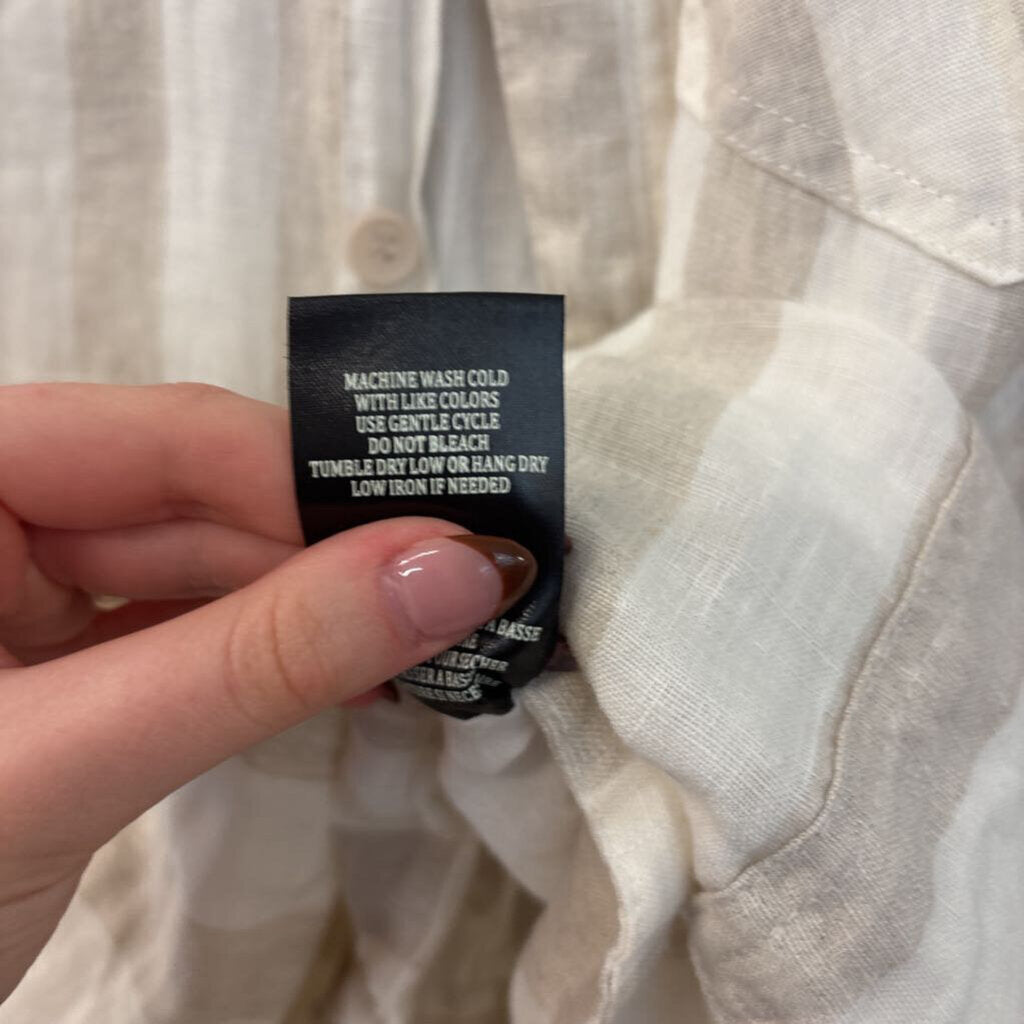 MACHINE WASH COLD
WITH LIKE COLORS
USE GENTLE CYCLE
DO NOT BLEACH
TUMBLE DRY LOW OR HANG DRY
LOW IRON IF NEEDED
BASSE